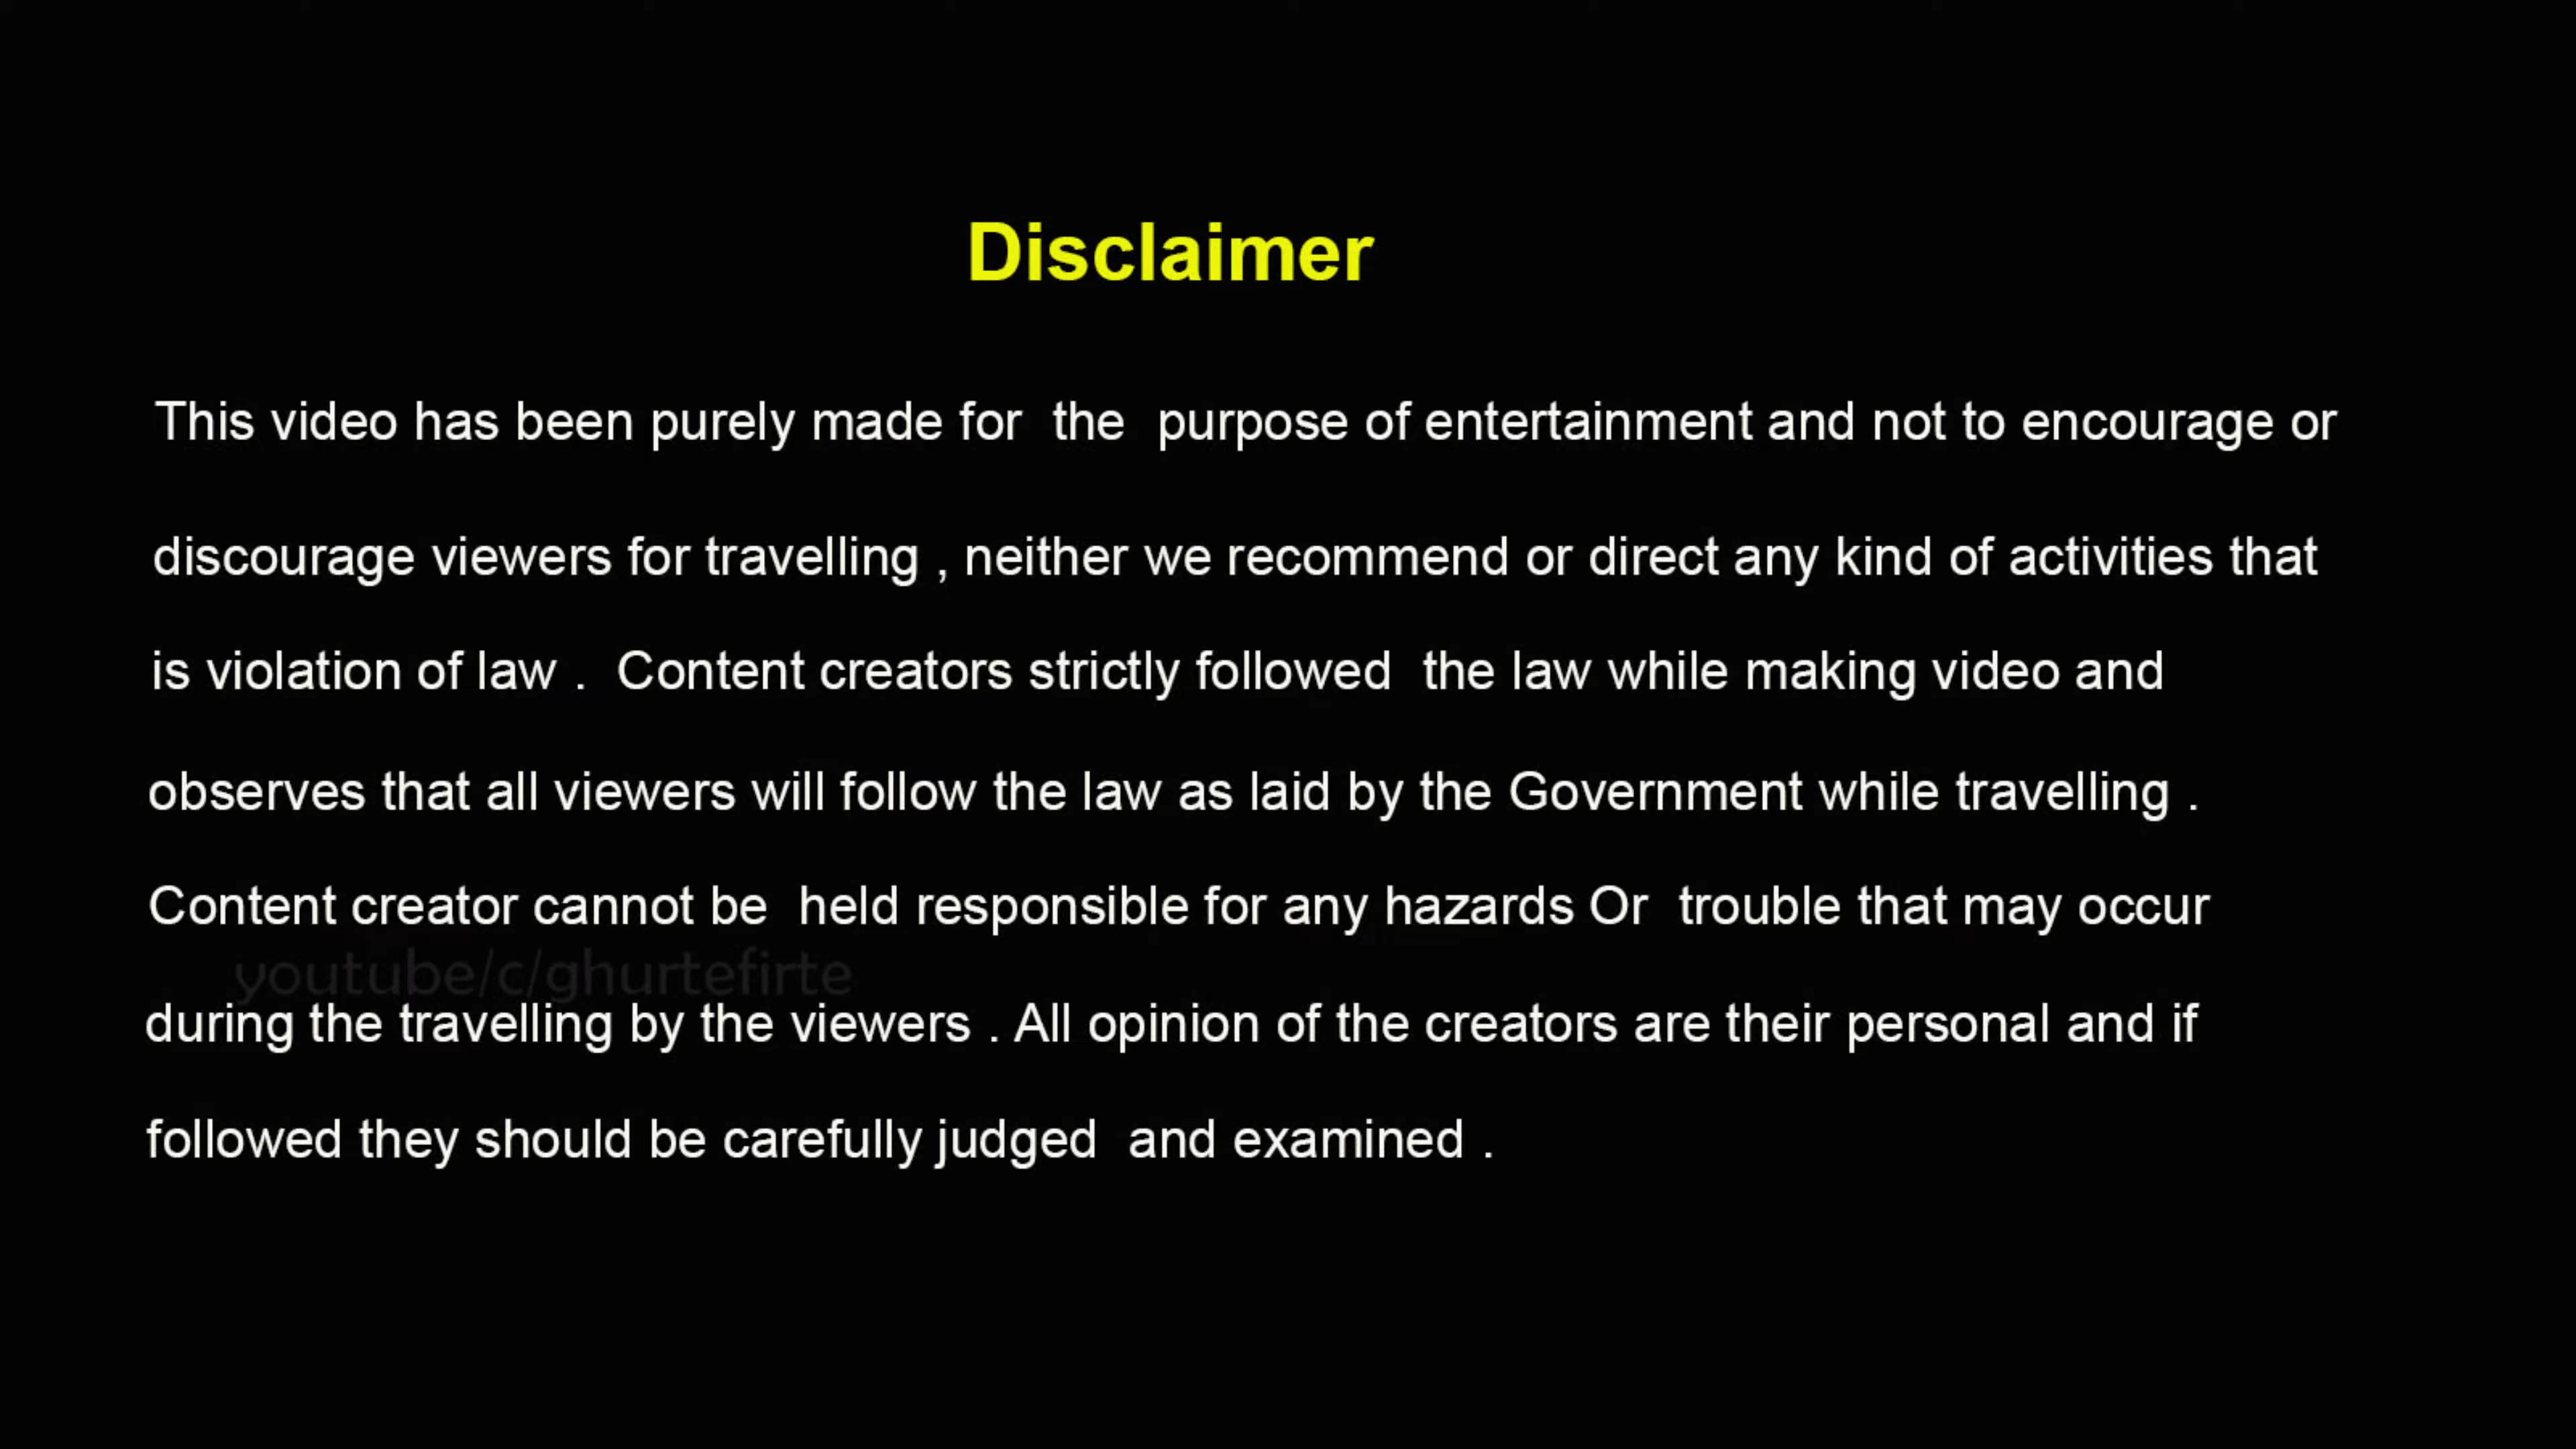 Disclaimer
This video has been purely made for the purpose of entertainment and not to encourage or
discourage viewers for travelling , neither we recommend or direct any kind of activities that
is violation of law . Content creators strictly followed the law while making video and
observes that all viewers will follow the law as laid by the Government while travelling .
Content creator cannot be held responsible for any hazards Or trouble that may occur
youtube/c/ghurtefirte
during the travelling by the viewers . All opinion of the creators are their personal and if
followed they should be carefully judged and examined .